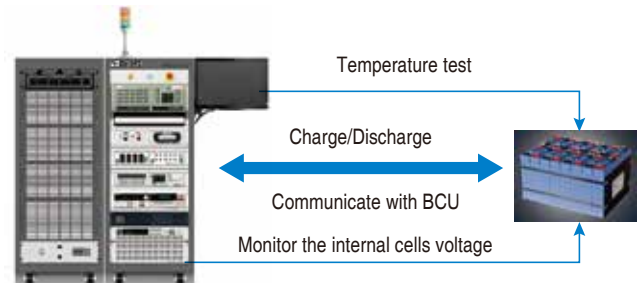 Temperature test
Charge/Discharge
Communicate with BCU
Monitor the internal cells voltage